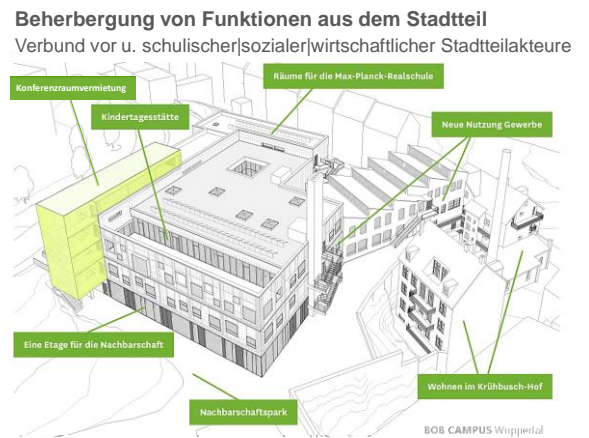 Beherbergung von Funktionen aus dem Stadtteil
Verbund vor u. schulischer|sozialer|wirtschaftlicher Stadtteilakteure
Räume für die Max-Planck-Realschule
Konferenzraumvermietung
Kindertagesstätte
Neue Nutzung Gewerbe
Eine Etage für die Nachbarschaft
Wohnen im Krühbusch-Hof
Nachbarschaftspark
BOB CAMPUS Wuppertal